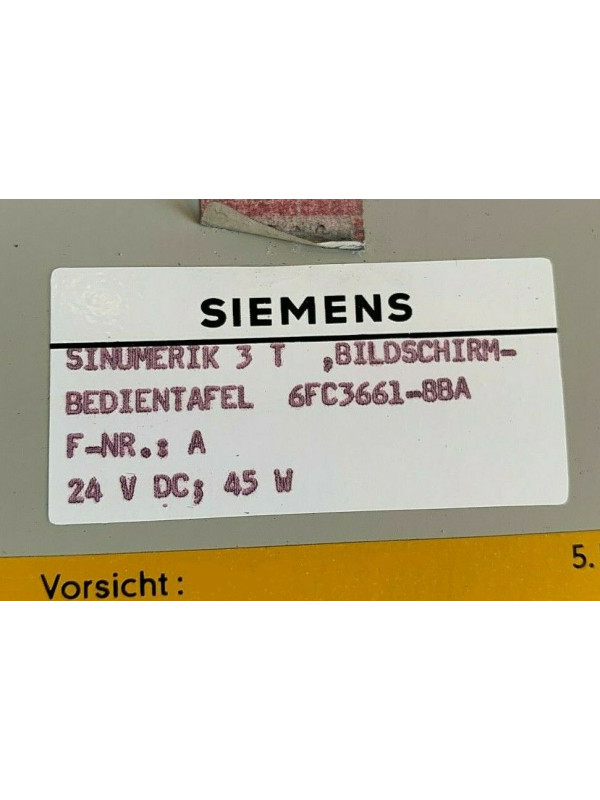 SIEMENS
SINUMERIK 3 T ,BILDSCHIRM-
BEDIENTAFEL 6FC3661-8BA
F-NR.: A
24 V DC; 45 W
5.
Vorsicht: